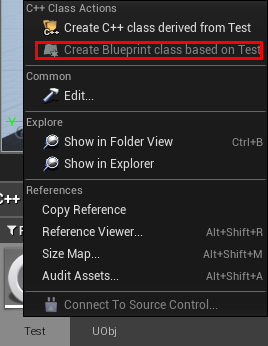 C++ Class Actions
Create C++ class derived from Test
Create Blueprint class based on Test
Common
Edit...
Explore
Show in Folder View Ctrl+B
Show in Explorer
C++
References
Copy Reference
Reference Viewer... Alt+Shift+R
Size Map... Alt+Shift+M
Audit Assets... Alt+Shift+A
Connect To Source Control...
Test UObj